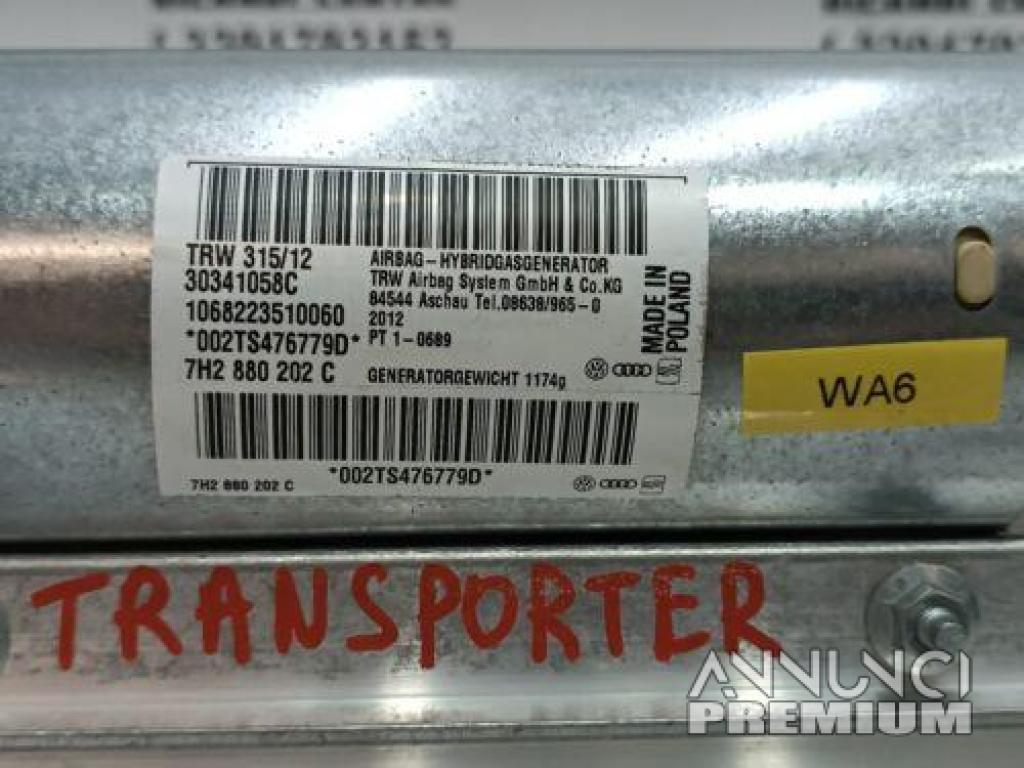 TRW 315/12
30341058C
1068223510060
*002TS476779D*
7H2 880 202 C
AIRBAG-HYBRIDGASGENERATOR
TRW Airbag System GmbH & Co.KG
84544 Aschau Tel.08638/965-0
2012
PT 1-0689
GENERATORGEWICHT 1174g
MADE IN
POLAND
*002TS476779D*
7H2 880 202 C
WA6
TRANSPORTER
ANNUNCI
PREMIUM